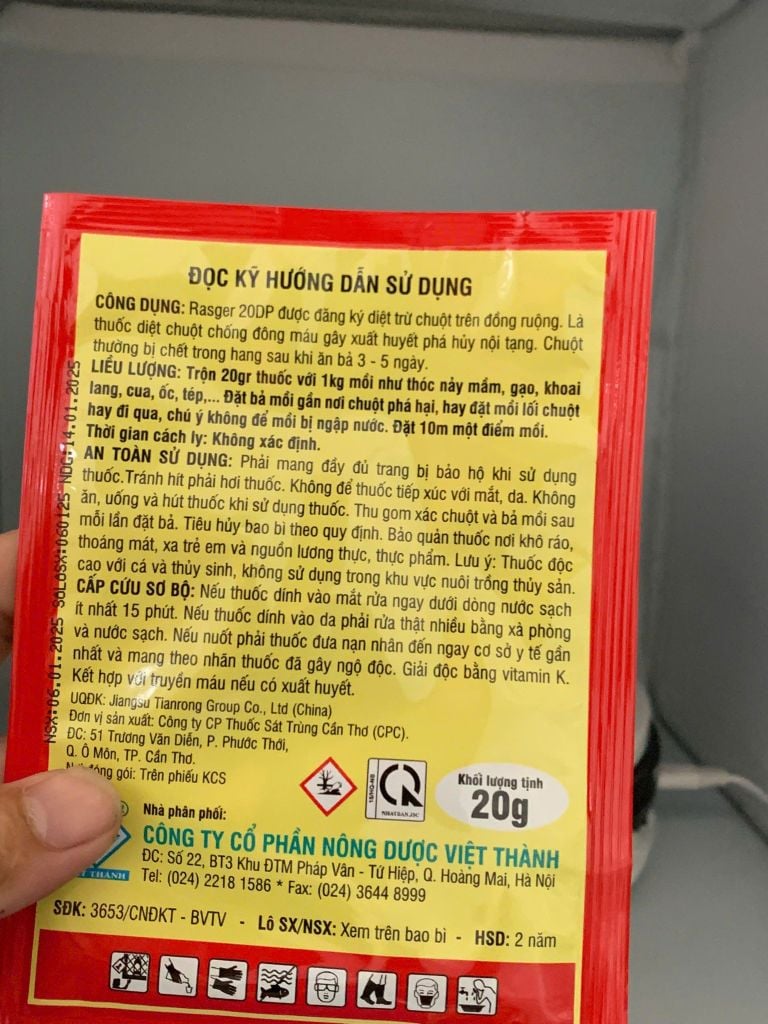 ĐỌC KỸ HƯỚNG DẪN SỬ DỤNG
CÔNG DỤNG: Rasger 20DP được đăng ký diệt trừ chuột trên đồng ruộng. Là
thuốc diệt chuột chống đông máu gây xuất huyết phá hủy nội tạng. Chuột
thường bị chết trong hang sau khi ăn bả 3 - 5 ngày.
LIỀU LƯỢNG: Trộn 20gr thuốc với 1kg mồi như thóc nảy mầm, gạo, khoai
lang, cua, ốc, tép,... Đặt bả mồi gần nơi chuột phá hại, hay đặt mồi lối chuột
hay đi qua, chú ý không để mồi bị ngập nước. Đặt 10m một điểm mồi.
Thời gian cách ly: Không xác định.
AN TOÀN SỬ DỤNG: Phải mang đầy đủ trang bị bảo hộ khi sử dụng
thuốc.Tránh hít phải hơi thuốc. Không để thuốc tiếp xúc với mắt, da. Không
ăn, uống và hút thuốc khi sử dụng thuốc. Thu gom xác chuột và bả mồi sau
mỗi lần đặt bả. Tiêu hủy bao bì theo quy định. Bảo quản thuốc nơi khô ráo,
thoáng mát, xa trẻ em và nguồn lương thực, thực phẩm. Lưu ý: Thuốc độc
cao với cá và thủy sinh, không sử dụng trong khu vực nuôi trồng thủy sản.
CẤP CỨU SƠ BỘ: Nếu thuốc dính vào mắt rửa ngay dưới dòng nước sạch
ít nhất 15 phút. Nếu thuốc dính vào da phải rửa thật nhiều bằng xà phòng
và nước sạch. Nếu nuốt phải thuốc đưa nạn nhân đến ngay cơ sở y tế gần
nhất và mang theo nhãn thuốc đã gây ngộ độc. Giải độc bằng vitamin K.
Kết hợp với truyền máu nếu có xuất huyết.
UQĐK: Jiangsu Tianrong Group Co., Ltd (China)
Đơn vị sản xuất: Công ty CP Thuốc Sát Trùng Cần Thơ (CPC).
ĐC: 51 Trương Văn Diễn, P. Phước Thới,
Q. Ô Môn, TP. Cần Thơ.
đóng gói: Trên phiếu KCS
NSX:06.01.2025 SOLOSX:060125 NDG:14.01.2025
NHATHAN.JSC
Khối lượng tịnh
20g
Nhà phân phối:
CÔNG TY CỔ PHẦN NÔNG DƯỢC VIỆT THÀNH
ĐC: Số 22, BT3 Khu ĐTM Pháp Vân - Tứ Hiệp, Q. Hoàng Mai, Hà Nội
Tel: (024) 2218 1586 * Fax: (024) 3644 8999
THÀNH
SĐK: 3653/CNĐKT - BVTV - Lô SX/NSX: Xem trên bao bì - HSD: 2 năm